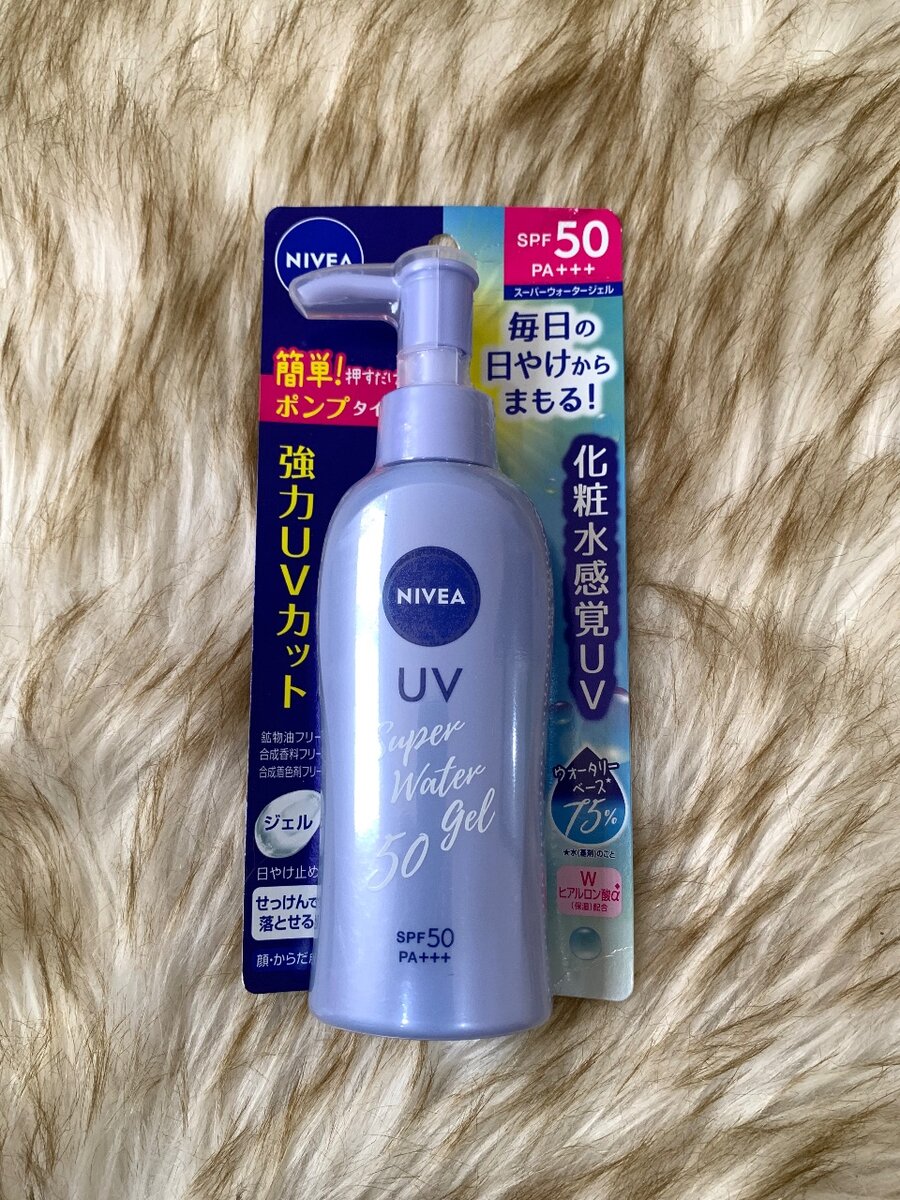 NIVEA
SPF 50
PA+++
スーパーウォータージェル
毎日の
日やけから
まもる!
簡単!押すだけ
ポンプタイ
強力UVカット
化粧水感覚UV
NIVEA
UV
Super
Water
Gel
50
SPF50
PA+++
鉱物油フリー
合成香料フリー
合成着色剤フリー
ジェル
日やけ止め
せっけんで
落とせる!
顔・からだ用
ウォータリー
ベース★
75%
★水(基剤)のこと
W
ヒアルロン酸α
(保湿)配合